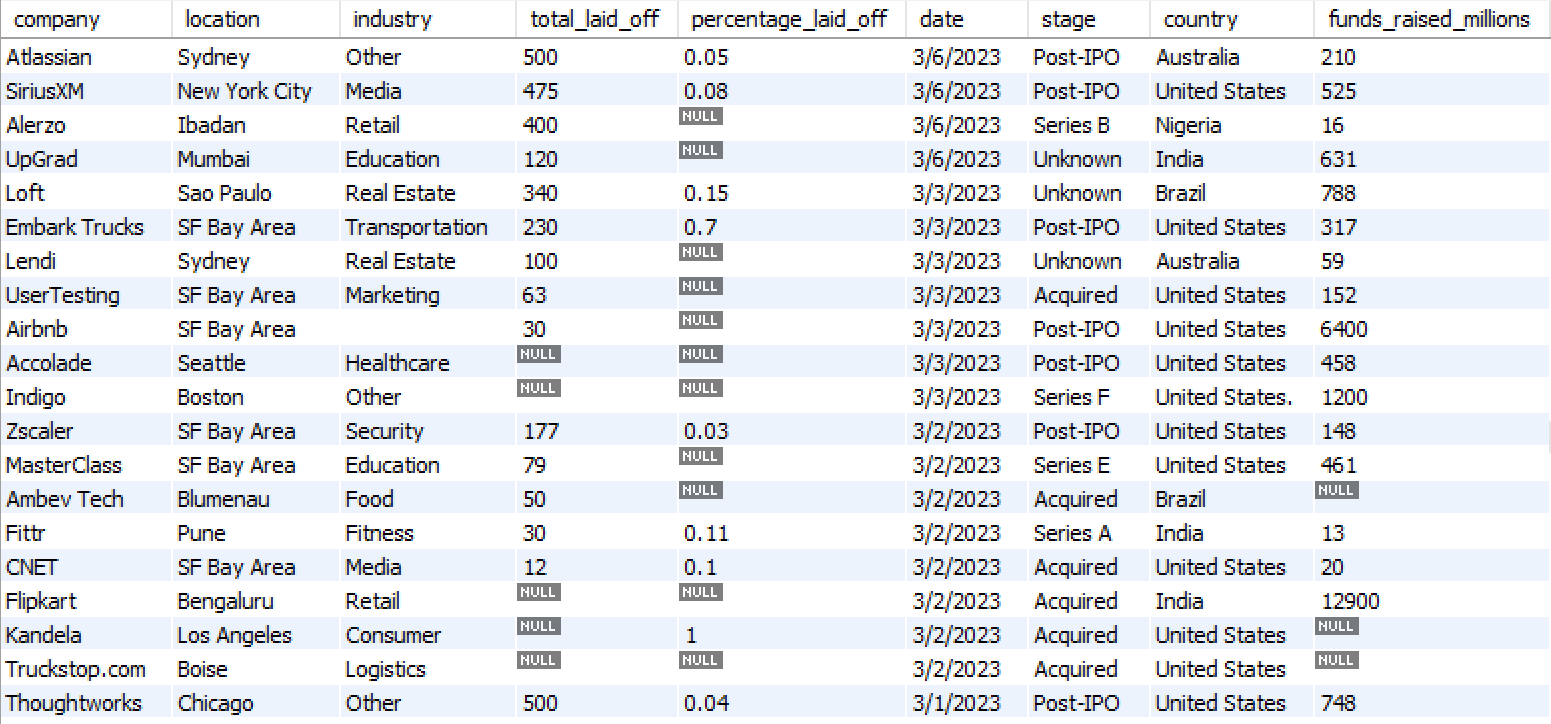 company location industry total_laid_off percentage_laid_off date stage country funds_raised_millions
Atlassian Sydney Other 500 0.05 3/6/2023 Post-IPO Australia 210
SiriusXM New York City Media 475 0.08 3/6/2023 Post-IPO United States 525
Alerzo Ibadan Retail 400 NULL 3/6/2023 Series B Nigeria 16
UpGrad Mumbai Education 120 NULL 3/6/2023 Unknown India 631
Loft Sao Paulo Real Estate 340 0.15 3/3/2023 Unknown Brazil 788
Embark Trucks SF Bay Area Transportation 230 0.7 3/3/2023 Post-IPO United States 317
Lendi Sydney Real Estate 100 NULL 3/3/2023 Unknown Australia 59
UserTesting SF Bay Area Marketing 63 NULL 3/3/2023 Acquired United States 152
Airbnb SF Bay Area 30 NULL 3/3/2023 Post-IPO United States 6400
Accolade Seattle Healthcare NULL NULL 3/3/2023 Post-IPO United States 458
Indigo Boston Other NULL NULL 3/3/2023 Series F United States. 1200
Zscaler SF Bay Area Security 177 0.03 3/2/2023 Post-IPO United States 148
MasterClass SF Bay Area Education 79 NULL 3/2/2023 Series E United States 461
Ambev Tech Blumenau Food 50 NULL 3/2/2023 Acquired Brazil NULL
Fittr Pune Fitness 30 0.11 3/2/2023 Series A India 13
CNET SF Bay Area Media 12 0.1 3/2/2023 Acquired United States 20
Flipkart Bengaluru Retail NULL NULL 3/2/2023 Acquired India 12900
Kandela Los Angeles Consumer NULL 1 3/2/2023 Acquired United States NULL
Truckstop.com Boise Logistics NULL NULL 3/2/2023 Acquired United States NULL
Thoughtworks Chicago Other 500 0.04 3/1/2023 Post-IPO United States 748